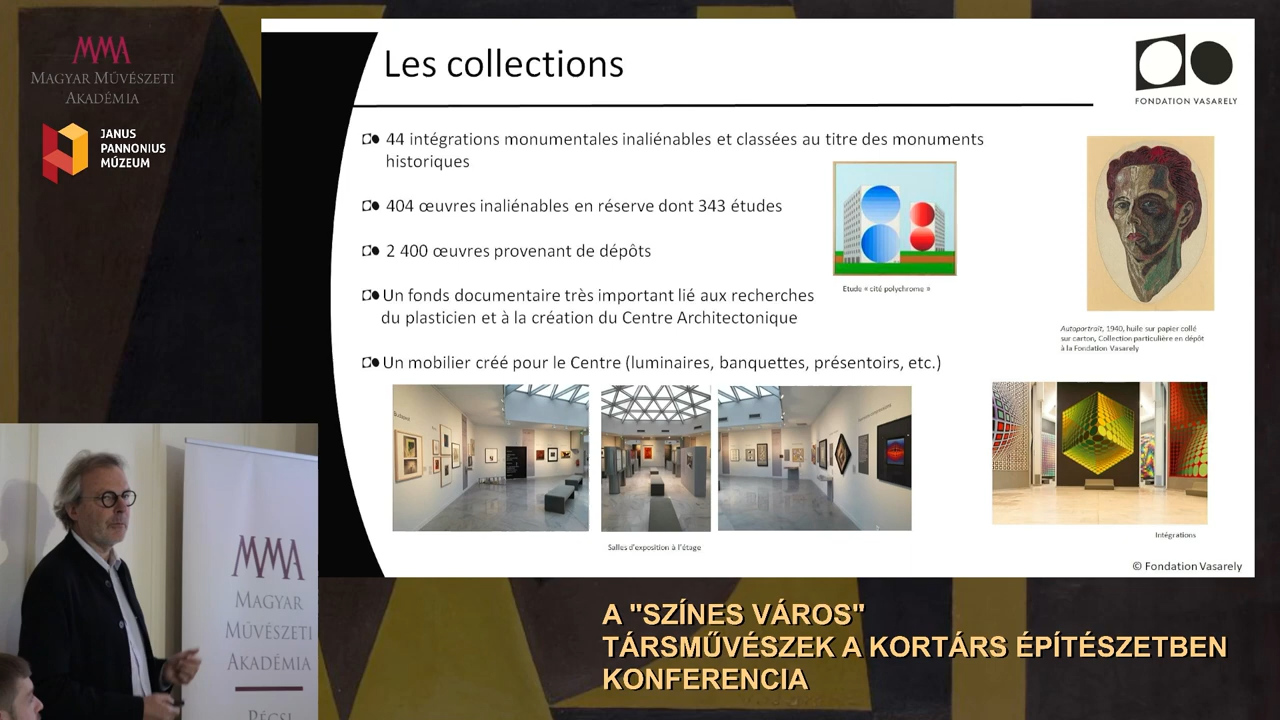 MMA
MAGYAR MŰVÉSZETI
AKADÉMIA
JANUS
PANNONIUS
MÚZEUM
Les collections
FONDATION VASARELY
44 intégrations monumentales inaliénables et classées au titre des monuments
historiques
404 œuvres inaliénables en réserve dont 343 études
2 400 œuvres provenant de dépôts
Un fonds documentaire très important lié aux recherches
du plasticien et à la création du Centre Architectonique
Un mobilier créé pour le Centre (luminaires, banquettes, présentoirs, etc.)
Etude « cité polychrome »
Autoportrait, 1940, huile sur papier collé
sur carton, Collection particulière en dépôt
à la Fondation Vasarely
Salles d'exposition à l'étage
Intégrations
© Fondation Vasarely
MMA
MAGYAR
MŰVÉSZETI
AKADÉMIA
PÉCSI
A "SZÍNES VÁROS"
TÁRSMŰVÉSZEK A KORTÁRS ÉPÍTÉSZETBEN
KONFERENCIA